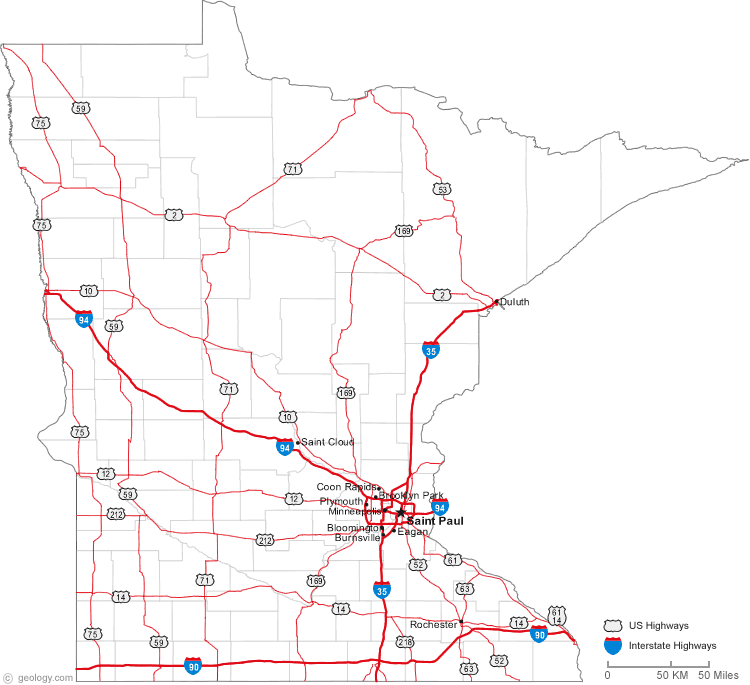 59
75
71
53
2
75
169
10
2
Duluth
94
59
35
71
169
10
75
Saint Cloud
94
12
Coon Rapids
59
12
Brooklyn Park
Plymouth
94
Minneapolis
212
Saint Paul
Bloomington
Eagan
212
Burnsville
61
52
71
169
35
63
14
14
61
14
Rochester
14
US Highways
75
59
218
90
Interstate Highways
52
90
63
0
50 KM
50 Miles
© geology.com